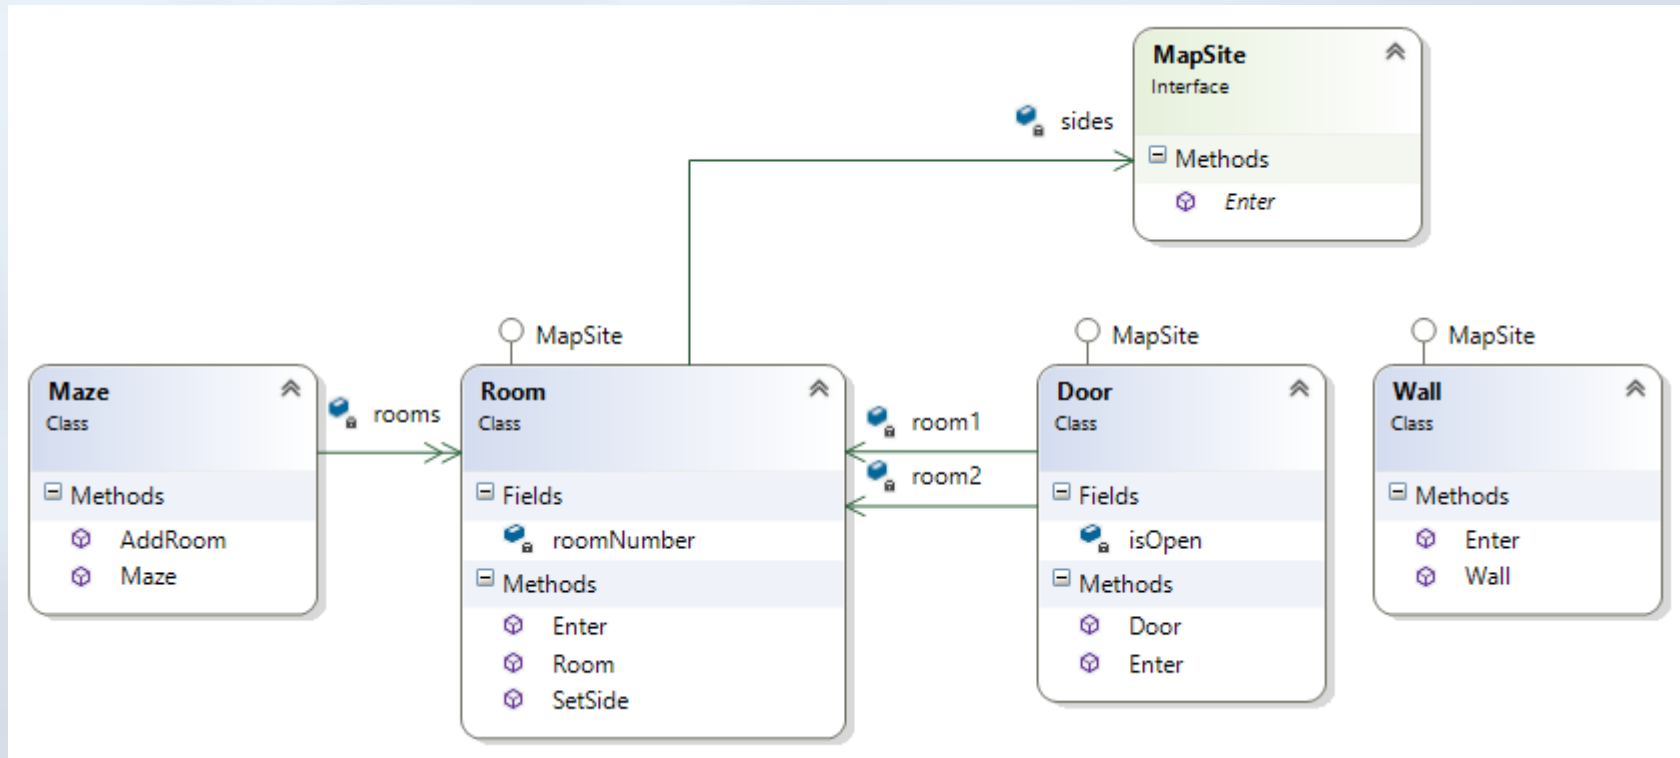 MapSite
Interface
sides
Methods
Enter
MapSite
MapSite
MapSite
Maze
Class
rooms
Methods
AddRoom
Maze
Room
Class
Fields
roomNumber
Methods
Enter
Room
SetSide
room1
room2
Door
Class
Fields
isOpen
Methods
Door
Enter
Wall
Class
Methods
Enter
Wall